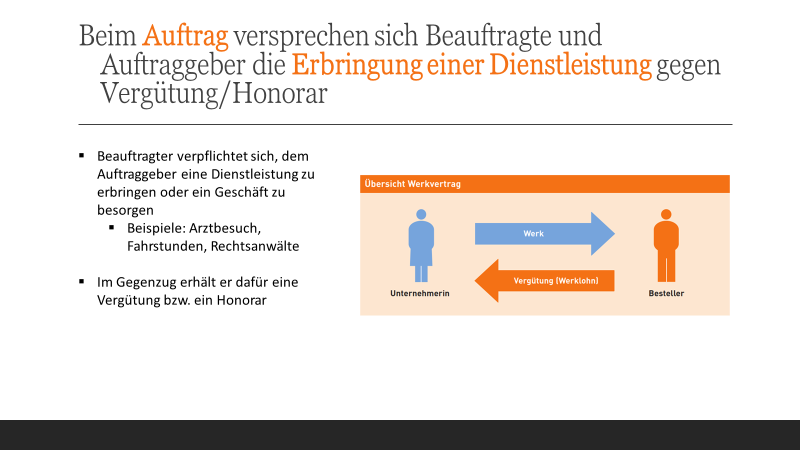 Beim Auftrag versprechen sich Beauftragte und
Auftraggeber die Erbringung einer Dienstleistung gegen
Vergütung/Honorar
▪ Beauftragter verpflichtet sich, dem
Auftraggeber eine Dienstleistung zu
erbringen oder ein Geschäft zu
besorgen
▪ Beispiele: Arztbesuch,
Fahrstunden, Rechtsanwälte
▪ Im Gegenzug erhält er dafür eine
Vergütung bzw. ein Honorar
Übersicht Werkvertrag
Werk
Vergütung (Werklohn)
Unternehmerin
Besteller